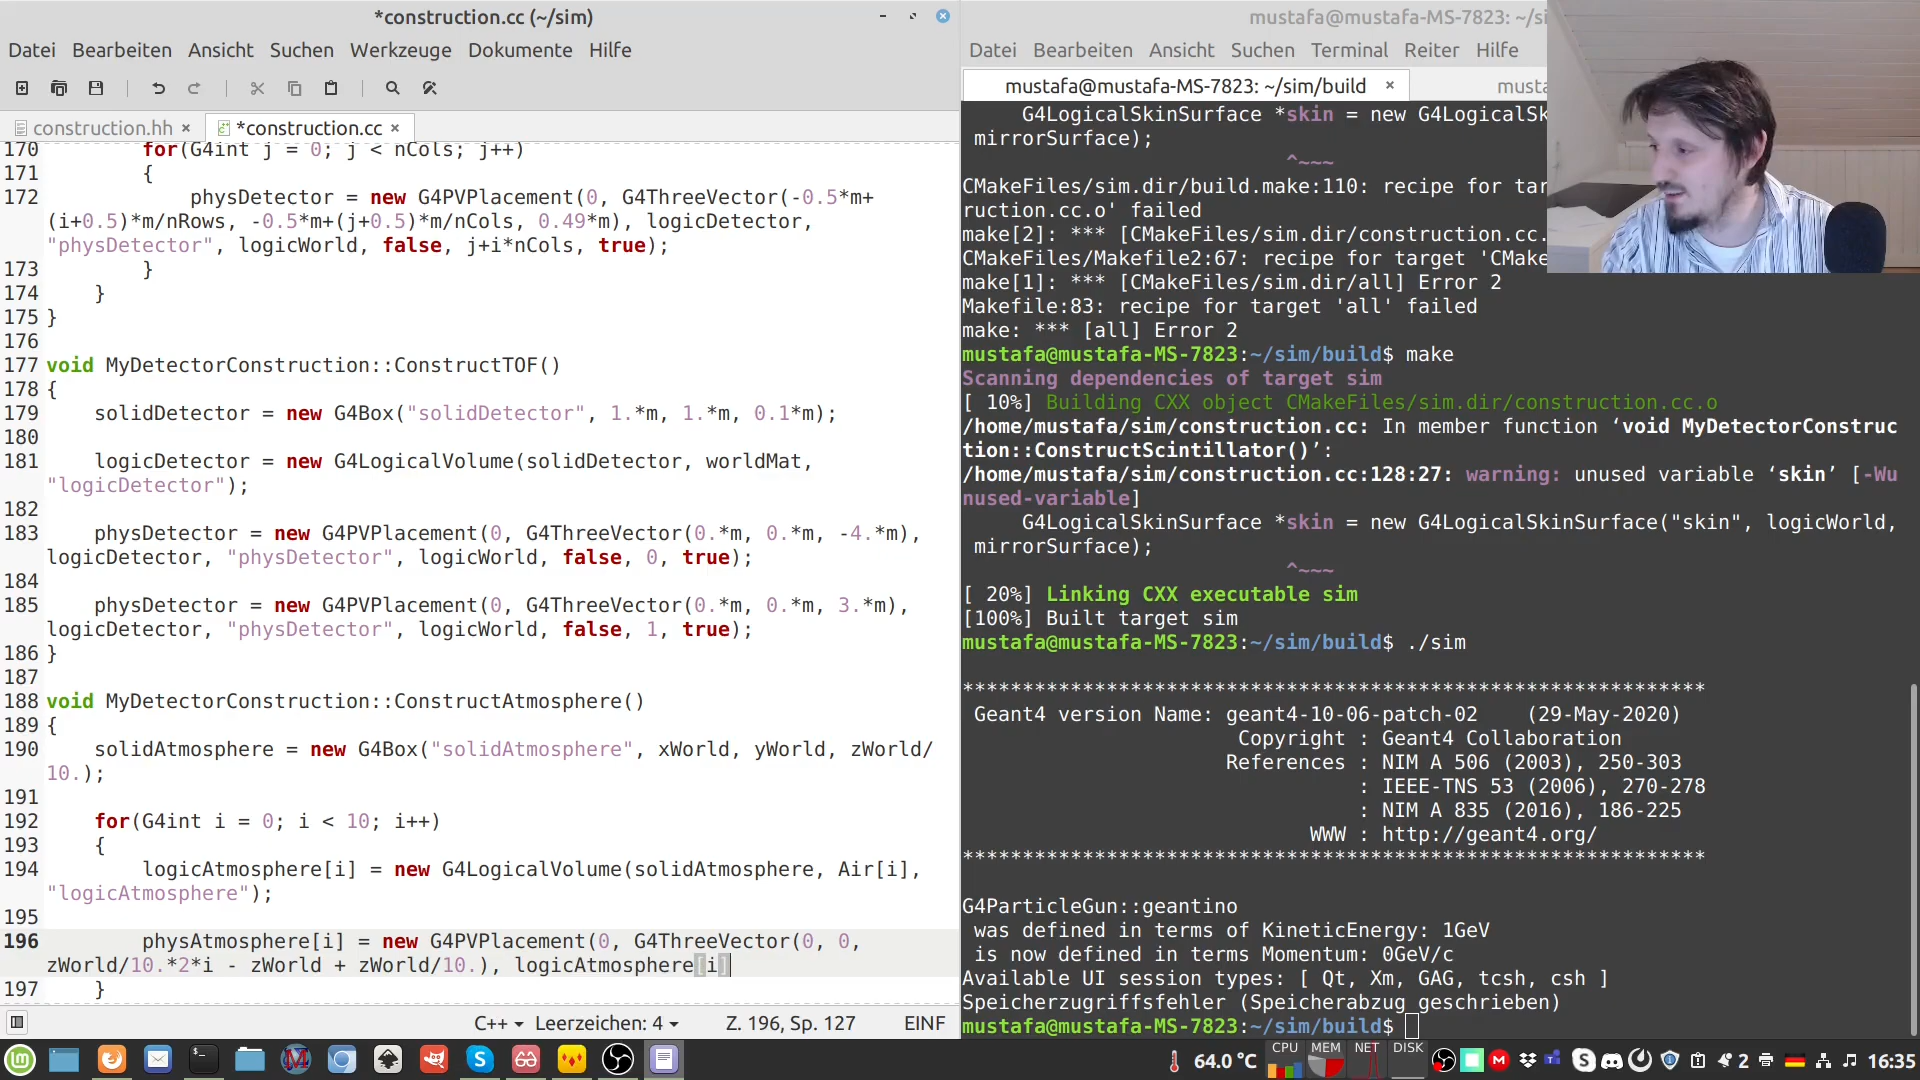 *construction.cc (~/sim)
Datei Bearbeiten Ansicht Suchen Werkzeuge Dokumente Hilfe
construction.hh × *construction.cc ×
170 for(G4int j = 0; j < nCols; j++)
171 {
172 physDetector = new G4PVPlacement(0, G4ThreeVector(-0.5*m+
(i+0.5)*m/nRows, -0.5*m+(j+0.5)*m/nCols, 0.49*m), logicDetector,
"physDetector", logicWorld, false, j+i*nCols, true);
173 }
174 }
175 }
176
177 void MyDetectorConstruction::ConstructTOF()
178 {
179 solidDetector = new G4Box("solidDetector", 1.*m, 1.*m, 0.1*m);
180
181 logicDetector = new G4LogicalVolume(solidDetector, worldMat,
"logicDetector");
182
183 physDetector = new G4PVPlacement(0, G4ThreeVector(0.*m, 0.*m, -4.*m),
logicDetector, "physDetector", logicWorld, false, 0, true);
184
185 physDetector = new G4PVPlacement(0, G4ThreeVector(0.*m, 0.*m, 3.*m),
logicDetector, "physDetector", logicWorld, false, 1, true);
186 }
187
188 void MyDetectorConstruction::ConstructAtmosphere()
189 {
190 solidAtmosphere = new G4Box("solidAtmosphere", xWorld, yWorld, zWorld/
10.);
191
192 for(G4int i = 0; i < 10; i++)
193 {
194 logicAtmosphere[i] = new G4LogicalVolume(solidAtmosphere, Air[i],
"logicAtmosphere");
195
196 physAtmosphere[i] = new G4PVPlacement(0, G4ThreeVector(0, 0,
zWorld/10.*2*i - zWorld + zWorld/10.), logicAtmosphere[i]
197 }
C++ Leerzeichen: 4 Z. 196, Sp. 127 EINF
mustafa@mustafa-MS-7823: ~/si
Datei Bearbeiten Ansicht Suchen Terminal Reiter Hilfe
mustafa@mustafa-MS-7823: ~/sim/build × musta
G4LogicalSkinSurface *skin = new G4LogicalSk
mirrorSurface);
^~~~
CMakeFiles/sim.dir/build.make:110: recipe for tar
ruction.cc.o' failed
make[2]: *** [CMakeFiles/sim.dir/construction.cc.
CMakeFiles/Makefile2:67: recipe for target 'CMake
make[1]: *** [CMakeFiles/sim.dir/all] Error 2
Makefile:83: recipe for target 'all' failed
make: *** [all] Error 2
mustafa@mustafa-MS-7823:~/sim/build$ make
Scanning dependencies of target sim
[ 10%] Building CXX object CMakeFiles/sim.dir/construction.cc.o
/home/mustafa/sim/construction.cc: In member function ‘void MyDetectorConstruc
tion::ConstructScintillator()’:
/home/mustafa/sim/construction.cc:128:27: warning: unused variable ‘skin’ [-Wu
nused-variable]
G4LogicalSkinSurface *skin = new G4LogicalSkinSurface("skin", logicWorld,
mirrorSurface);
^~~~
[ 20%] Linking CXX executable sim
[100%] Built target sim
mustafa@mustafa-MS-7823:~/sim/build$ ./sim
**************************************************************
Geant4 version Name: geant4-10-06-patch-02 (29-May-2020)
Copyright : Geant4 Collaboration
References : NIM A 506 (2003), 250-303
: IEEE-TNS 53 (2006), 270-278
: NIM A 835 (2016), 186-225
WWW : http://geant4.org/
**************************************************************
G4ParticleGun::geantino
was defined in terms of KineticEnergy: 1GeV
is now defined in terms Momentum: 0GeV/c
Available UI session types: [ Qt, Xm, GAG, tcsh, csh ]
Speicherzugriffsfehler (Speicherabzug geschrieben)
mustafa@mustafa-MS-7823:~/sim/build$
64.0 °C CPU MEM NET DISK 2 16:35